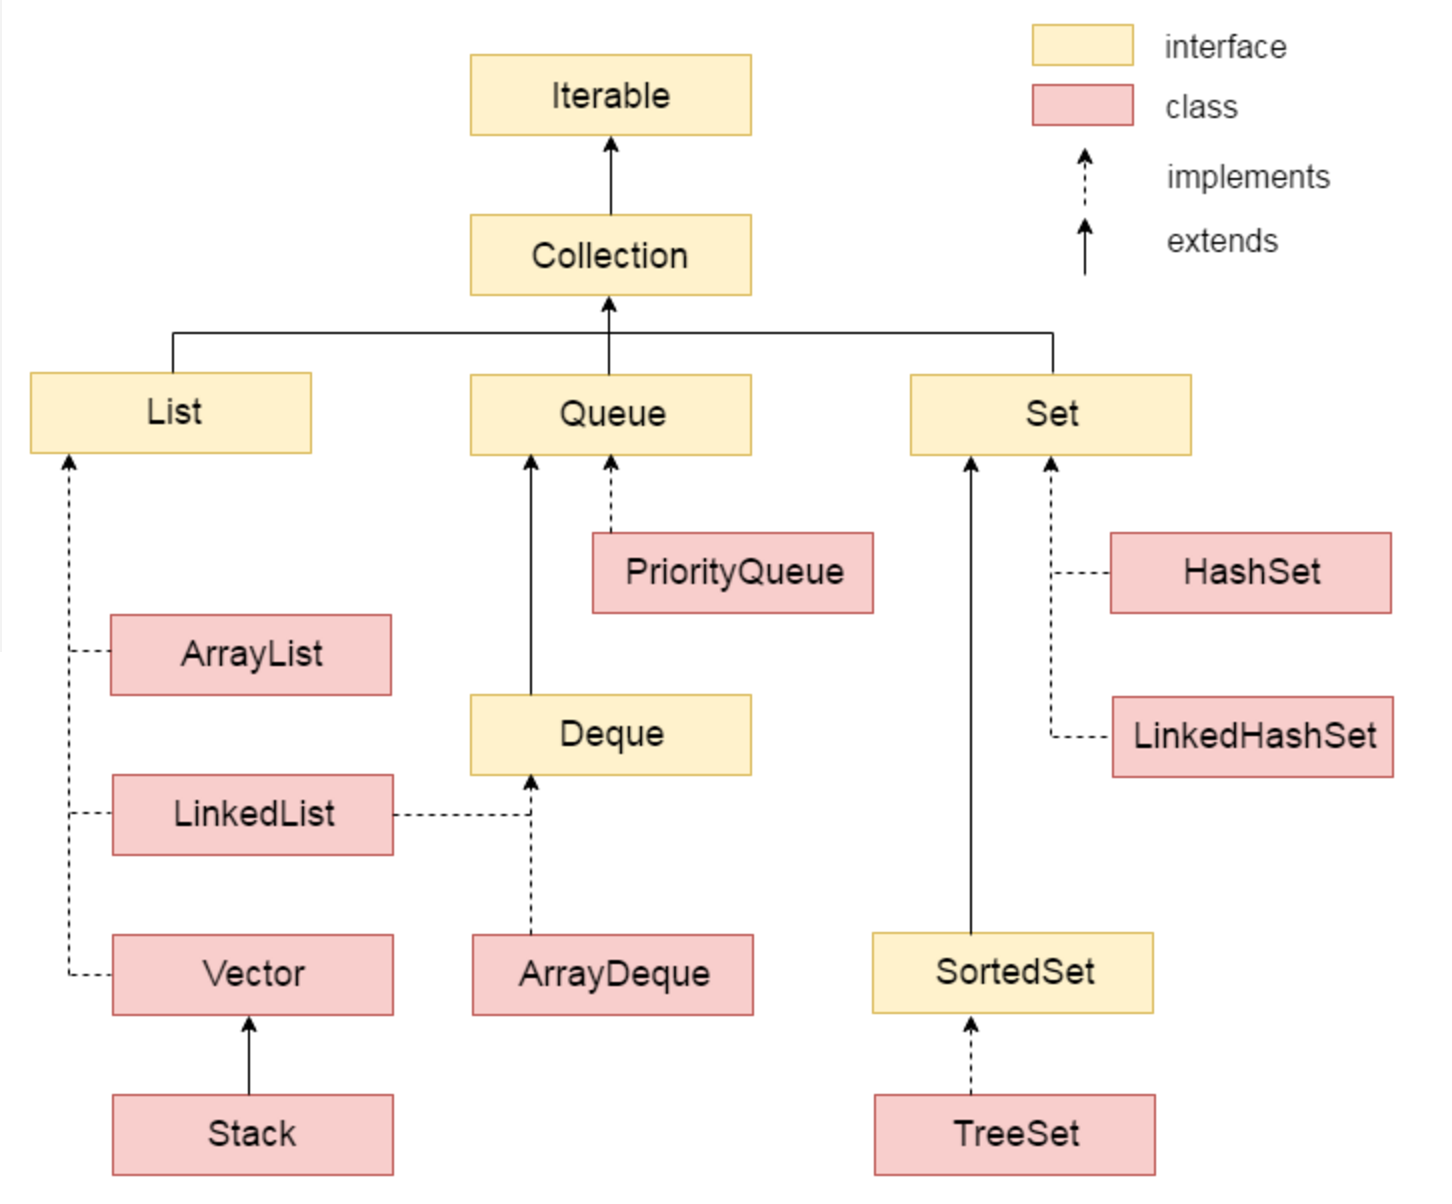 interface
class
implements
extends
Iterable
Collection
List
Queue
Set
PriorityQueue
HashSet
ArrayList
Deque
LinkedHashSet
LinkedList
Vector
ArrayDeque
SortedSet
Stack
TreeSet